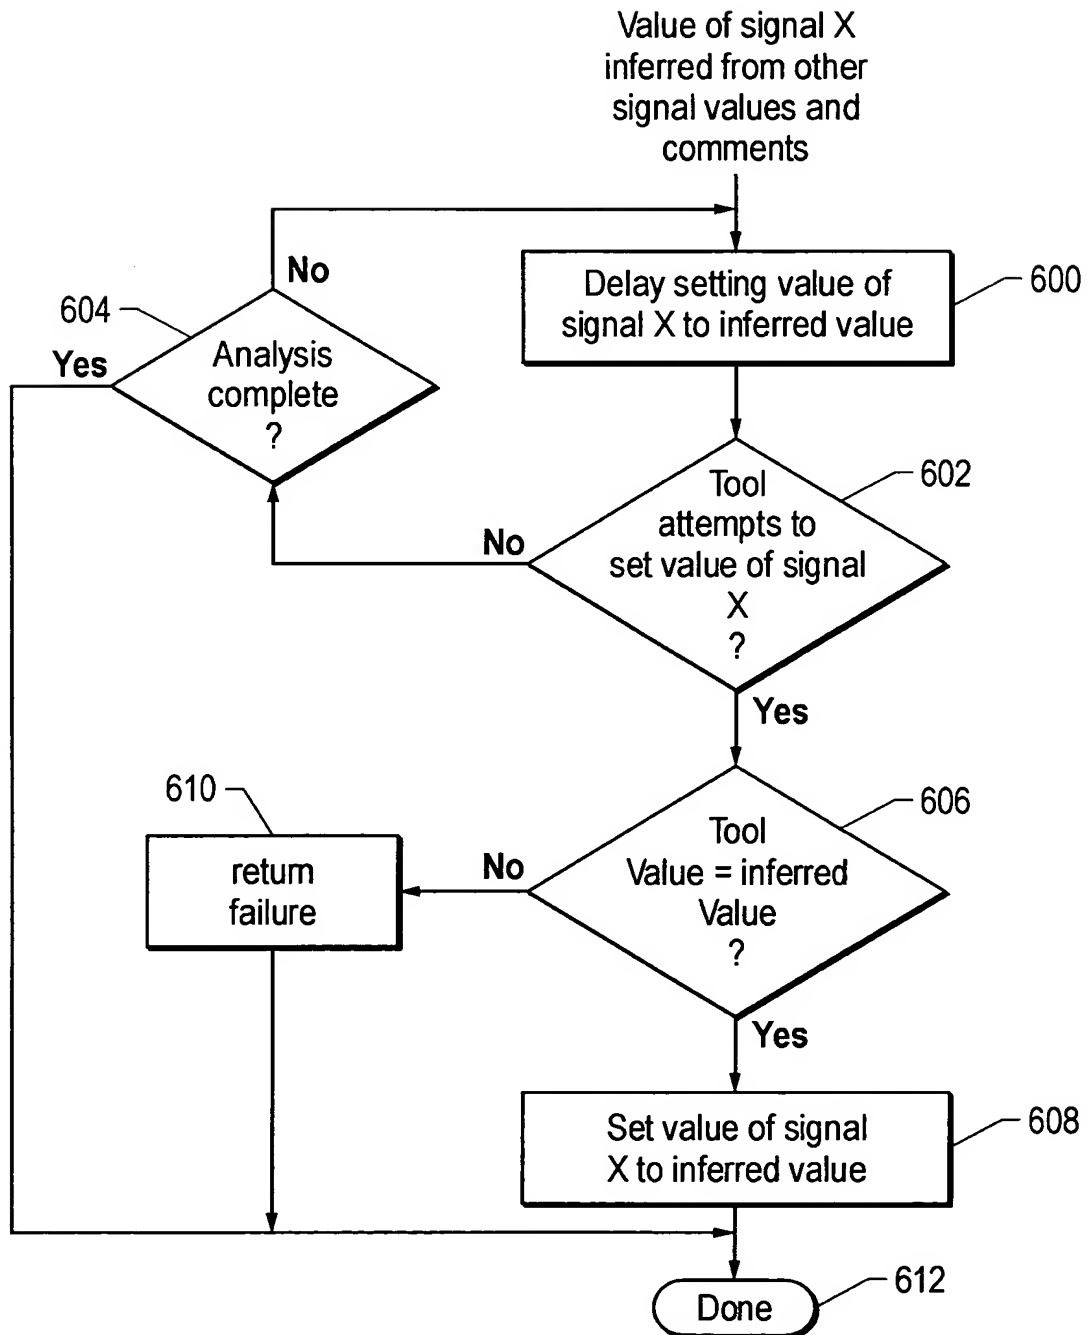 Value of signal X
inferred from other
signal values and
comments
No
604
Yes
Analysis
complete
?
Delay setting value of
signal X to inferred value
600
Tool
attempts to
set value of signal
X
?
602
No
Yes
610
return
failure
No
Tool
Value = inferred
Value
?
606
Yes
Set value of signal
X to inferred value
608
Done
612